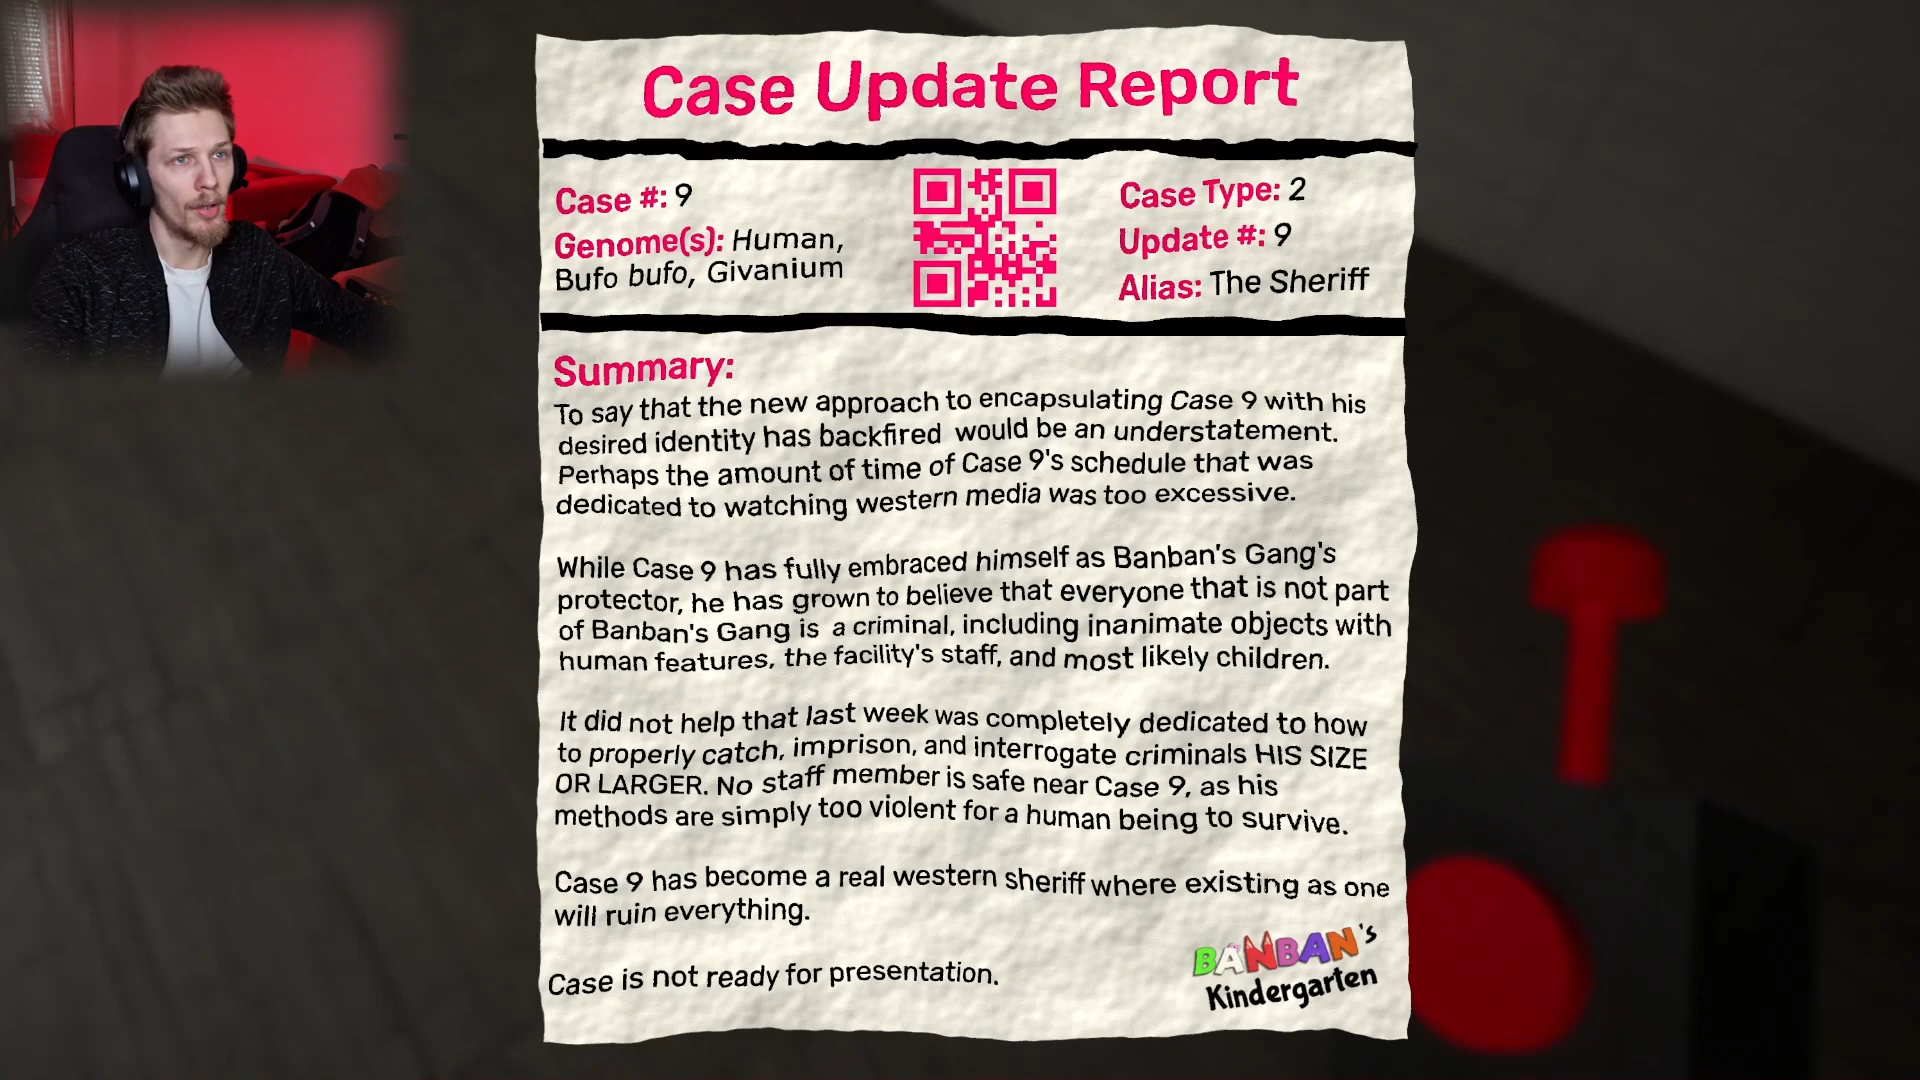 Case Update Report
Case #: 9
Genome(s): Human,
Bufo bufo, Givanium
Case Type: 2
Update #: 9
Alias: The Sheriff
Summary:
To say that the new approach to encapsulating Case 9 with his
desired identity has backfired would be an understatement.
Perhaps the amount of time of Case 9's schedule that was
dedicated to watching western media was too excessive.
While Case 9 has fully embraced himself as Banban's Gang's
protector, he has grown to believe that everyone that is not part
of Banban's Gang is a criminal, including inanimate objects with
human features, the facility's staff, and most likely children.
It did not help that last week was completely dedicated to how
to properly catch, imprison, and interrogate criminals HIS SIZE
OR LARGER. No staff member is safe near Case 9, as his
methods are simply too violent for a human being to survive.
Case 9 has become a real western sheriff where existing as one
will ruin everything.
Case is not ready for presentation.
BANBAN's
Kindergarten